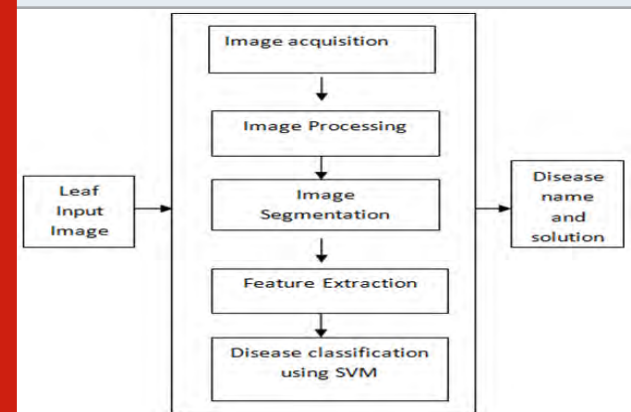 Leaf
Input
Image
Image acquisition
Image Processing
Image
Segmentation
Feature Extraction
Disease classification
using SVM
Disease
name
and
solution